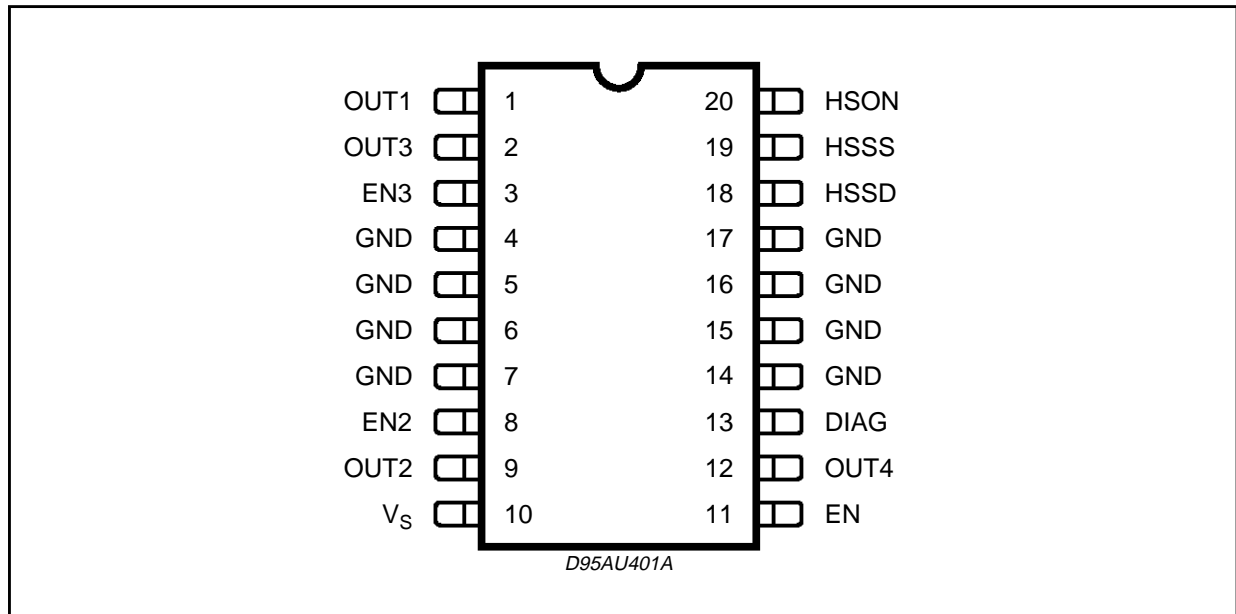 OUT1 1 20 HSON
OUT3 2 19 HSSS
EN3 3 18 HSSD
GND 4 17 GND
GND 5 16 GND
GND 6 15 GND
GND 7 14 GND
EN2 8 13 DIAG
OUT2 9 12 OUT4
VS 10 11 EN
D95AU401A